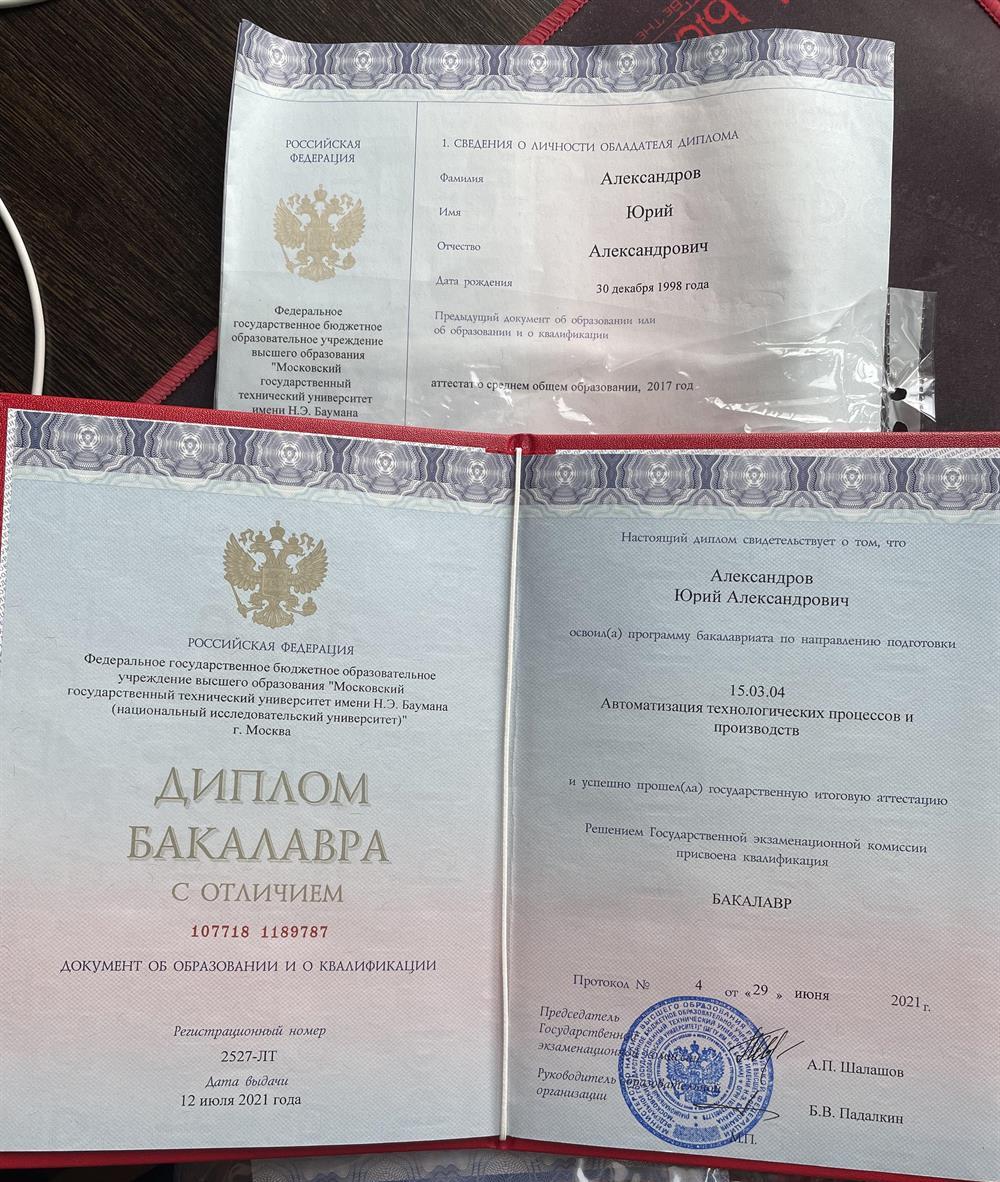 РОССИЙСКАЯ
ФЕДЕРАЦИЯ
Федеральное
государственное бюджетное
образовательное учреждение
высшего образования
"Московский
государственный
технический университет
имени Н.Э. Баумана
1. СВЕДЕНИЯ О ЛИЧНОСТИ ОБЛАДАТЕЛЯ ДИПЛОМА
Фамилия Александров
Имя Юрий
Отчество Александрович
Дата рождения 30 декабря 1998 года
Предыдущий документ об образовании или
об образовании и о квалификации
аттестат о среднем общем образовании, 2017 год
РОССИЙСКАЯ ФЕДЕРАЦИЯ
Федеральное государственное бюджетное образовательное
учреждение высшего образования "Московский
государственный технический университет имени Н.Э. Баумана
(национальный исследовательский университет)"
г. Москва
ДИПЛОМ
БАКАЛАВРА
С ОТЛИЧИЕМ
107718 1189787
ДОКУМЕНТ ОБ ОБРАЗОВАНИИ И О КВАЛИФИКАЦИИ
Регистрационный номер
2527-ЛТ
Дата выдачи
12 июля 2021 года
Настоящий диплом свидетельствует о том, что
Александров
Юрий Александрович
освоил(а) программу бакалавриата по направлению подготовки
15.03.04
Автоматизация технологических процессов и
производств
и успешно прошел(ла) государственную итоговую аттестацию
Решением Государственной экзаменационной комиссии
присвоена квалификация
БАКАЛАВР
Протокол № 4 от «29 » июня 2021 г.
Председатель
Государственной
экзаменационной комиссии
А.П. Шалашов
Руководитель образовательной
организации
Б.В. Падалкин
М.П.